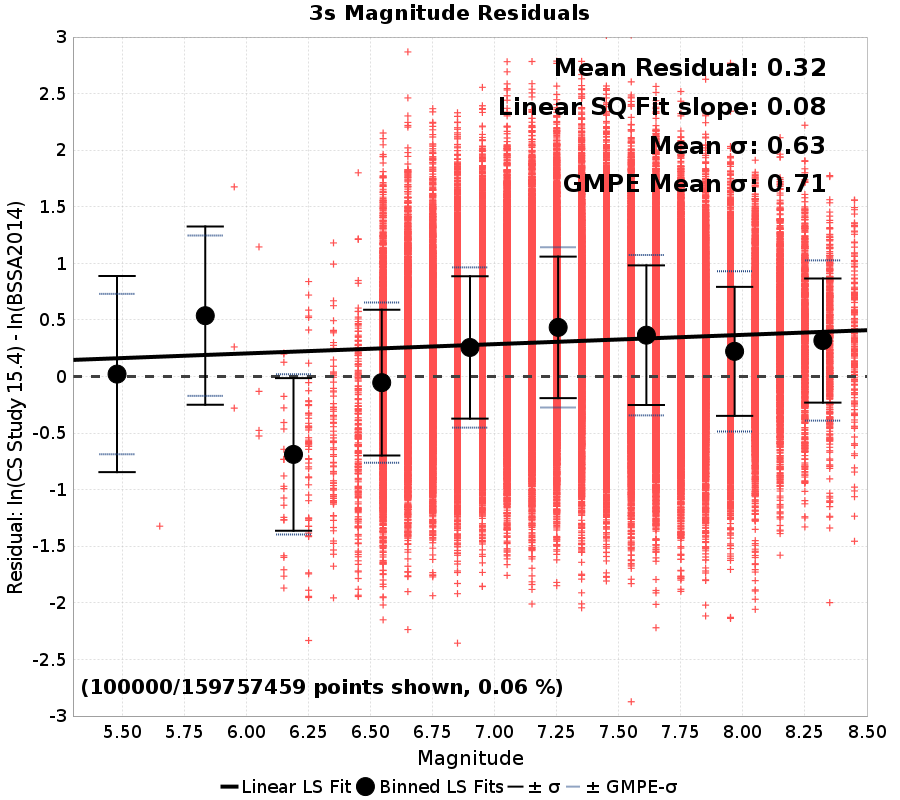 3s Magnitude Residuals
Mean Residual: 0.32
Linear SQ Fit slope: 0.08
Mean σ: 0.63
GMPE Mean σ: 0.71
Residual: ln(CS Study 15.4) - ln(BSSA2014)
3
2.5
2
1.5
1
0.5
0
-0.5
-1
-1.5
-2
-2.5
-3
(100000/159757459 points shown, 0.06 %)
5.50 5.75 6.00 6.25 6.50 6.75 7.00 7.25 7.50 7.75 8.00 8.25 8.50
Magnitude
Linear LS Fit Binned LS Fits ± σ ± GMPE-σ